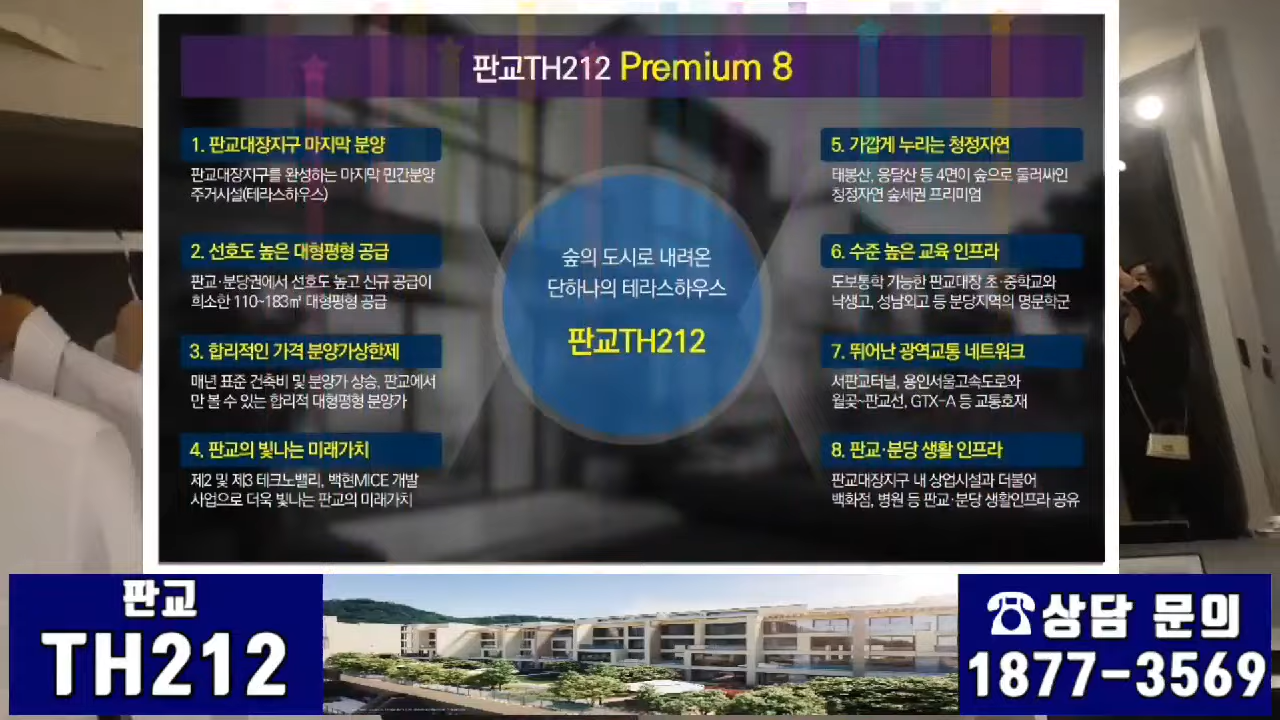 판교TH212 Premium 8
1. 판교대장지구 마지막 분양
판교대장지구를 완성하는 마지막 민간분양
주거시설(테라스하우스)
2. 선호도 높은 대형평형 공급
판교·분당권에서 선호도 높고 신규 공급이
희소한 110~183㎡ 대형평형 공급
3. 합리적인 가격 분양가상한제
매년 표준 건축비 및 분양가 상승, 판교에서
만 볼 수 있는 합리적 대형평형 분양가
4. 판교의 빛나는 미래가치
제2 및 제3 테크노밸리, 백현MICE 개발
사업으로 더욱 빛나는 판교의 미래가치
숲의 도시로 내려온
단하나의 테라스하우스
판교TH212
5. 가깝게 누리는 청정자연
태봉산, 응달산 등 4면이 숲으로 둘러싸인
청정자연 숲세권 프리미엄
6. 수준 높은 교육 인프라
도보통학 가능한 판교대장 초·중학교와
낙생고, 성남외고 등 분당지역의 명문학군
7. 뛰어난 광역교통 네트워크
서판교터널, 용인서울고속도로와
월곶~판교선, GTX-A 등 교통호재
8. 판교·분당 생활 인프라
판교대장지구 내 상업시설과 더불어
백화점, 병원 등 판교·분당 생활인프라 공유
판교
TH212
☎상담 문의
1877-3569